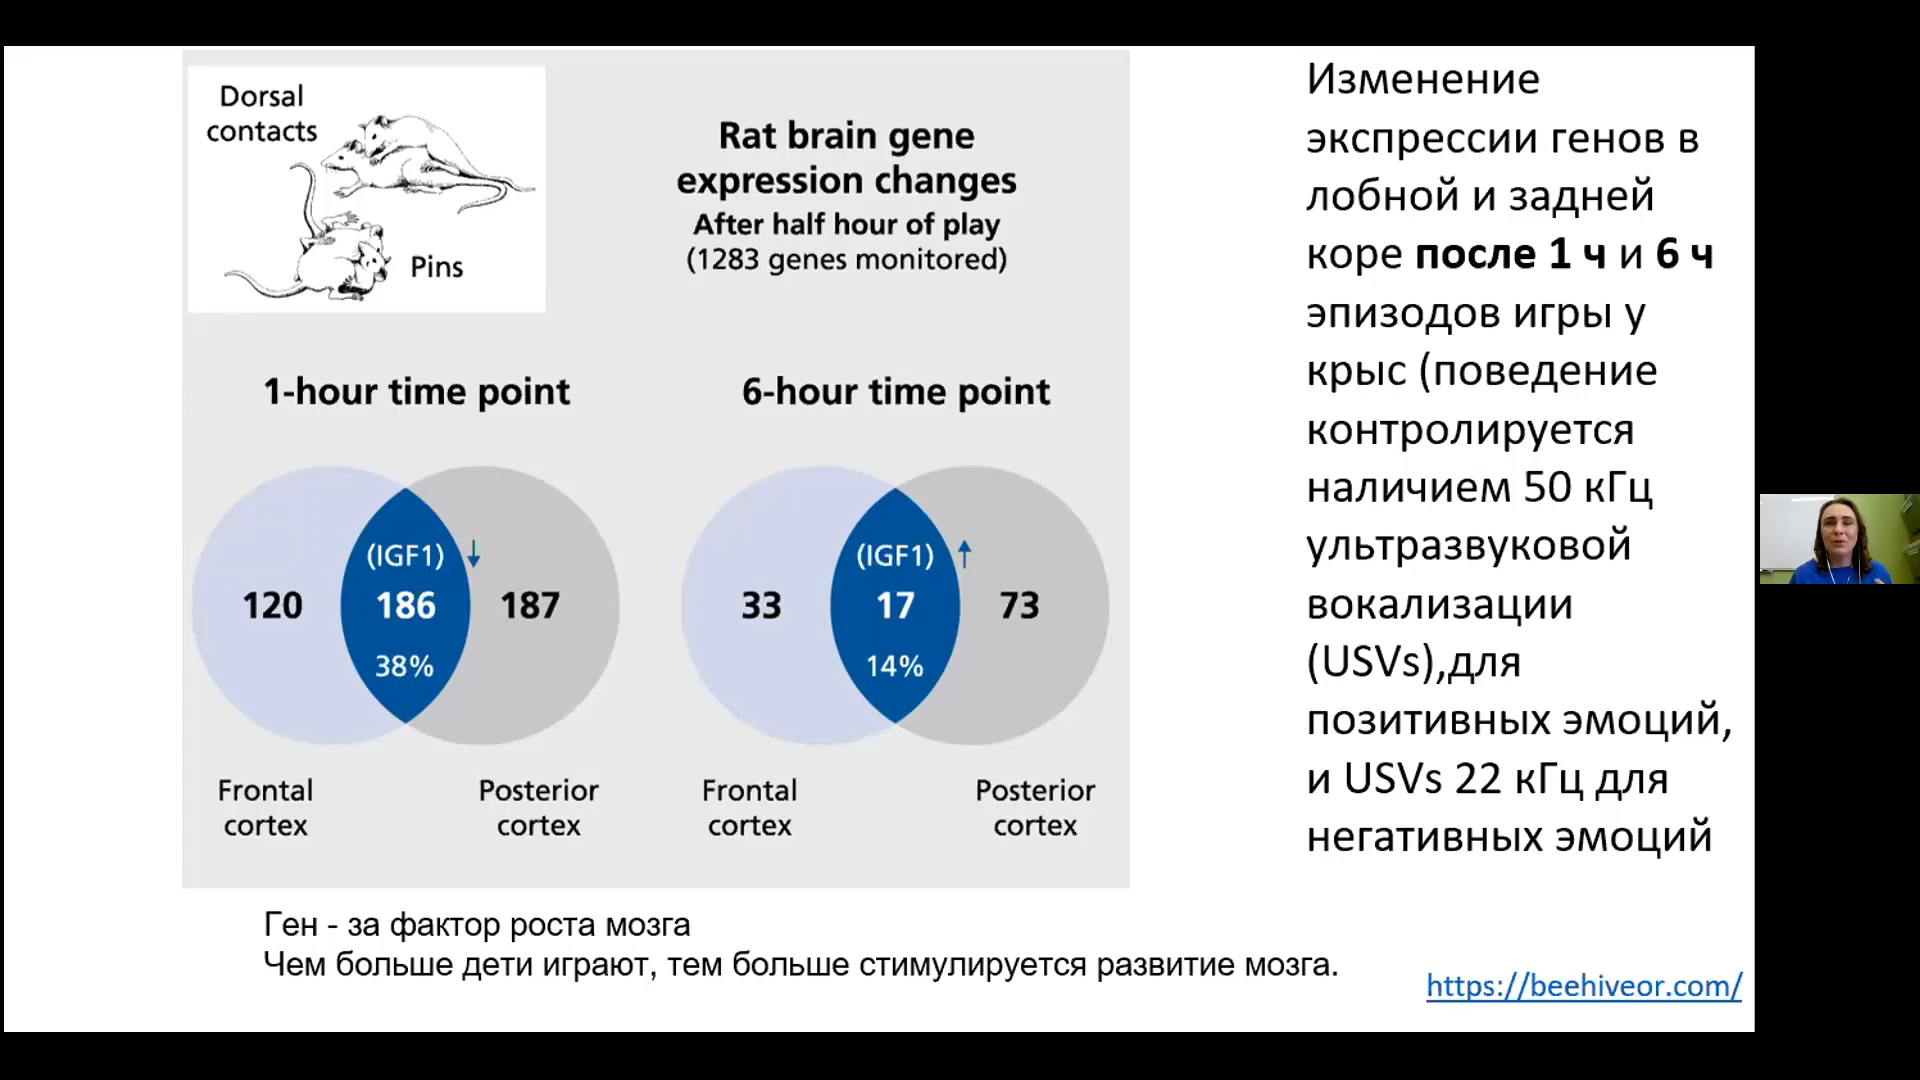 Dorsal
contacts
Pins
Rat brain gene
expression changes
After half hour of play
(1283 genes monitored)
1-hour time point
(IGF1) ↓
120 186 187
38%
Frontal
cortex
Posterior
cortex
6-hour time point
(IGF1) ↑
33 17 73
14%
Frontal
cortex
Posterior
cortex
Изменение
экспрессии генов в
лобной и задней
коре после 1 ч и 6 ч
эпизодов игры у
крыс (поведение
контролируется
наличием 50 кГц
ультразвуковой
вокализации
(USVs),для
позитивных эмоций,
и USVs 22 кГц для
негативных эмоций
Ген - за фактор роста мозга
Чем больше дети играют, тем больше стимулируется развитие мозга.
https://beehiveor.com/